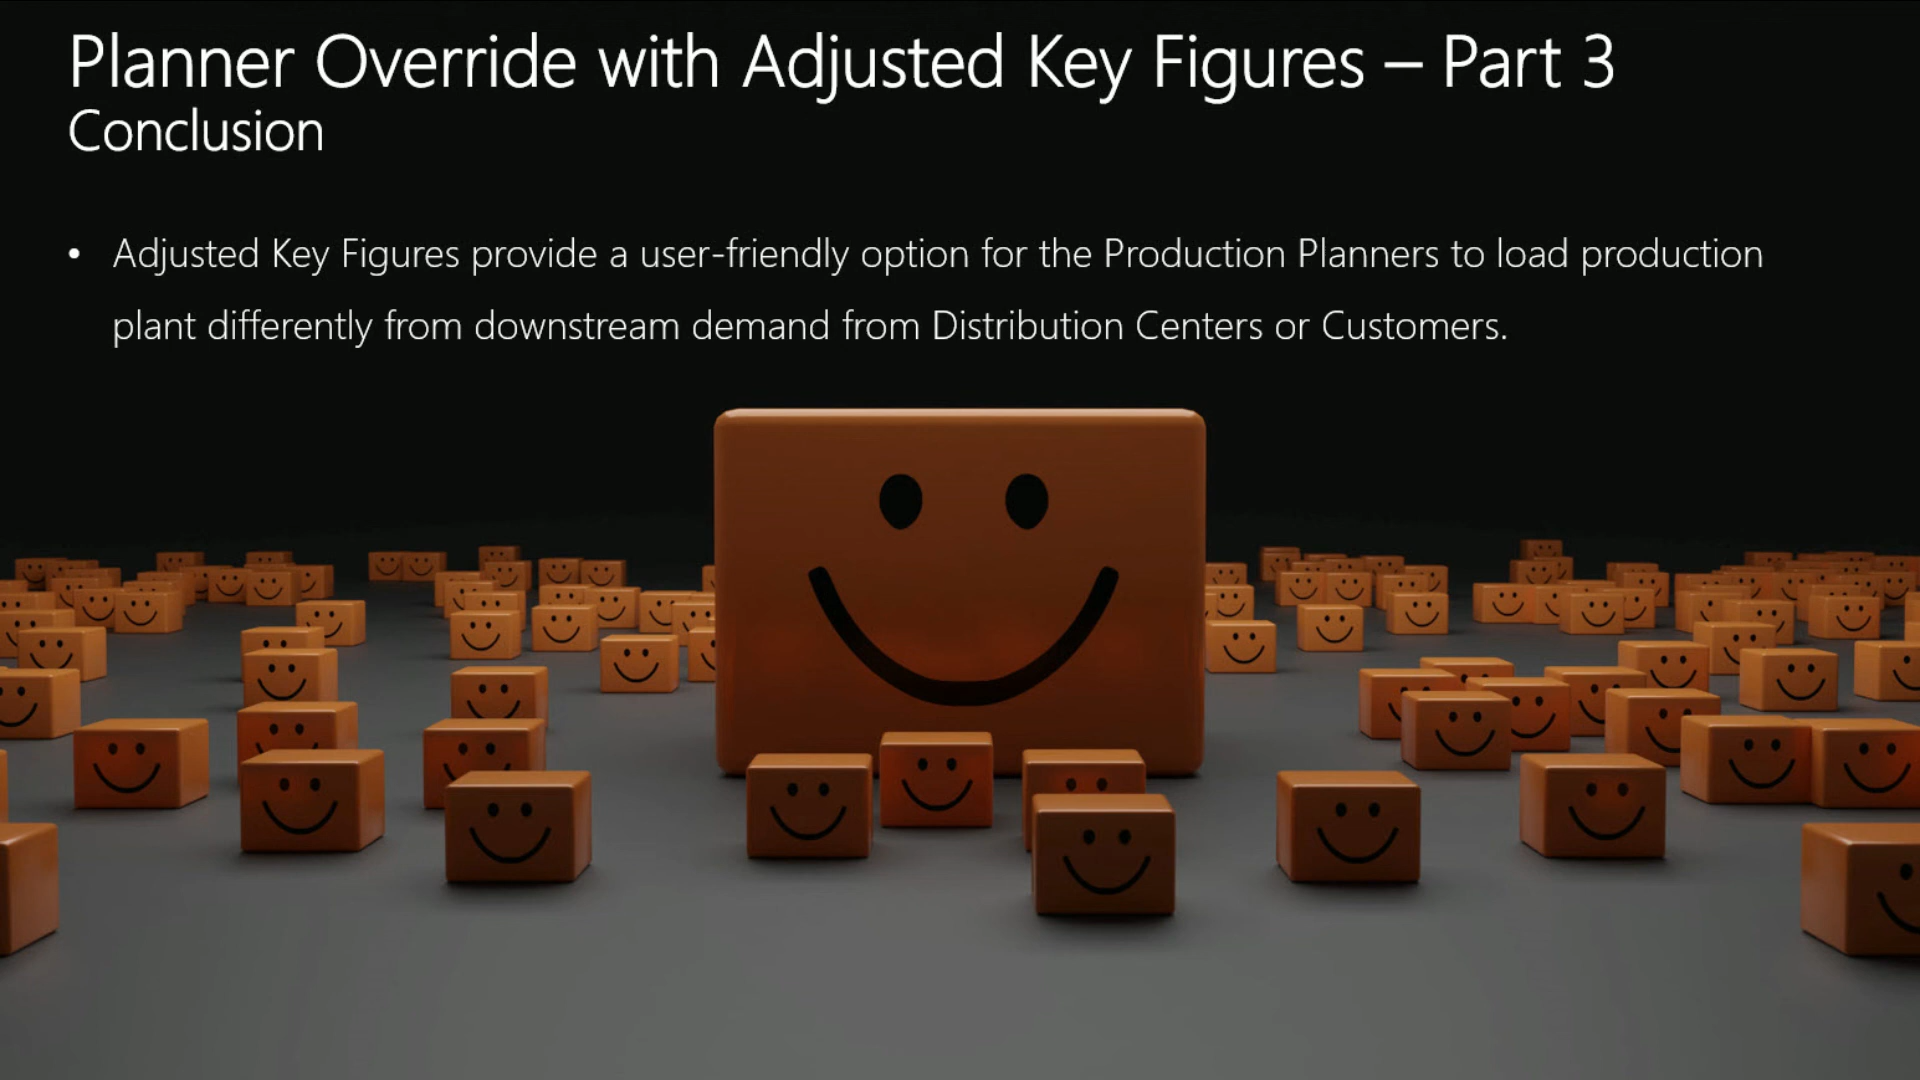 Planner Override with Adjusted Key Figures – Part 3
Conclusion
• Adjusted Key Figures provide a user-friendly option for the Production Planners to load production
plant differently from downstream demand from Distribution Centers or Customers.